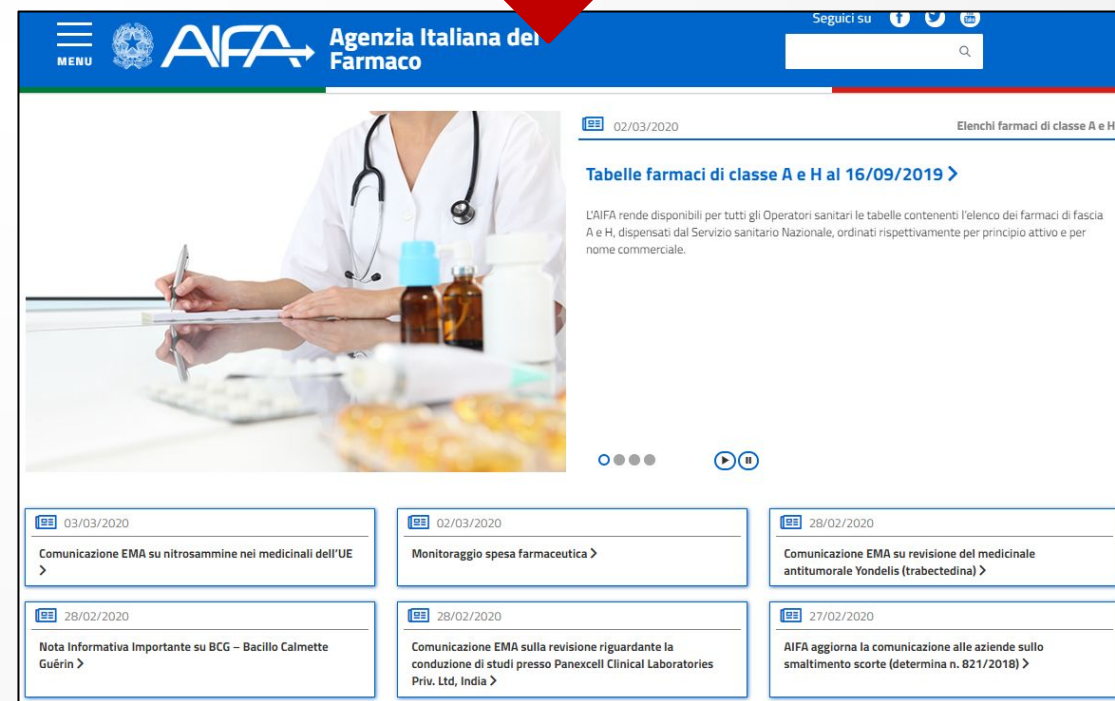 Seguici su
MENU
AIFA
Agenzia Italiana del
Farmaco
02/03/2020
Elenchi farmaci di classe A e H
Tabelle farmaci di classe A e H al 16/09/2019 >
L'AIFA rende disponibili per tutti gli Operatori sanitari le tabelle contenenti l'elenco dei farmaci di fascia
A e H, dispensati dal Servizio sanitario Nazionale, ordinati rispettivamente per principio attivo e per
nome commerciale.
03/03/2020
Comunicazione EMA su nitrosammine nei medicinali dell'UE
>
02/03/2020
Monitoraggio spesa farmaceutica >
28/02/2020
Comunicazione EMA su revisione del medicinale
antitumorale Yondelis (trabectedina) >
28/02/2020
Nota Informativa Importante su BCG – Bacillo Calmette
Guérin >
28/02/2020
Comunicazione EMA sulla revisione riguardante la
conduzione di studi presso Panexcell Clinical Laboratories
Priv. Ltd, India >
27/02/2020
AIFA aggiorna la comunicazione alle aziende sullo
smaltimento scorte (determina n. 821/2018) >